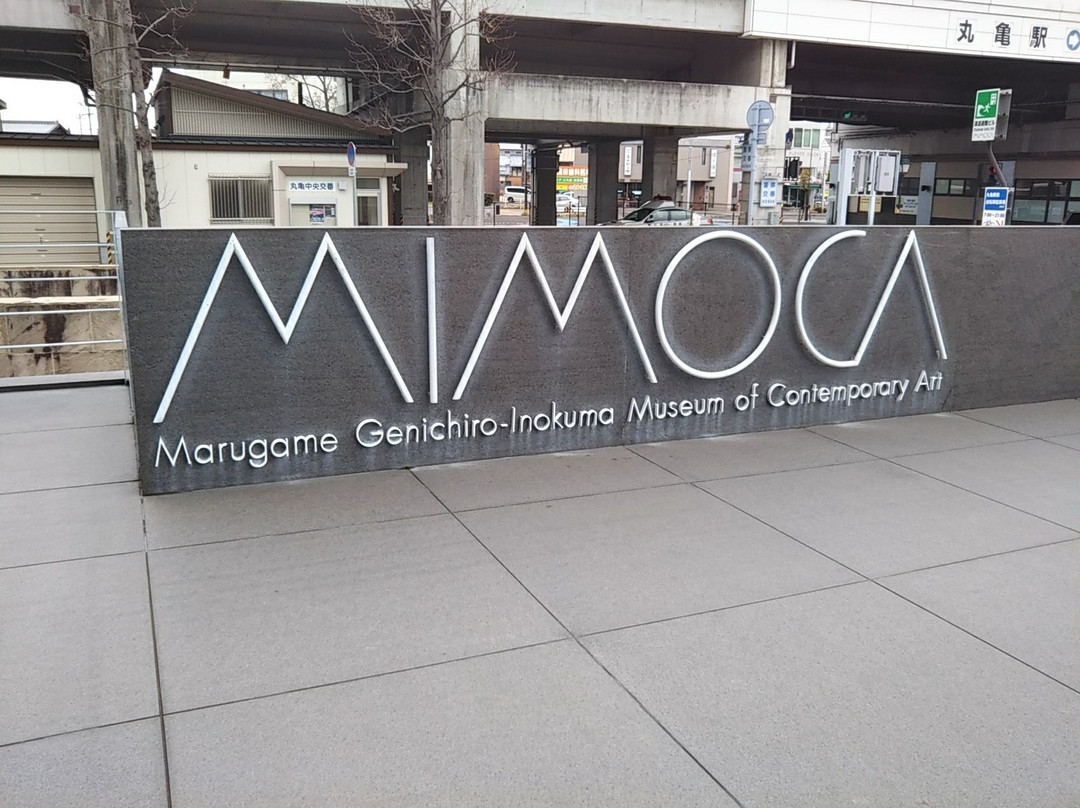 丸亀駅
丸亀中央交番
MIMOCA
Marugame Genichiro-Inokuma Museum of Contemporary Art